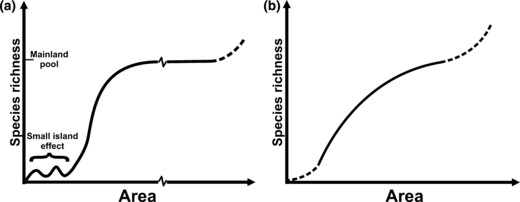 (a)
Species richness
Mainland
pool
Small island
effect
Area
(b)
Species richness
Area